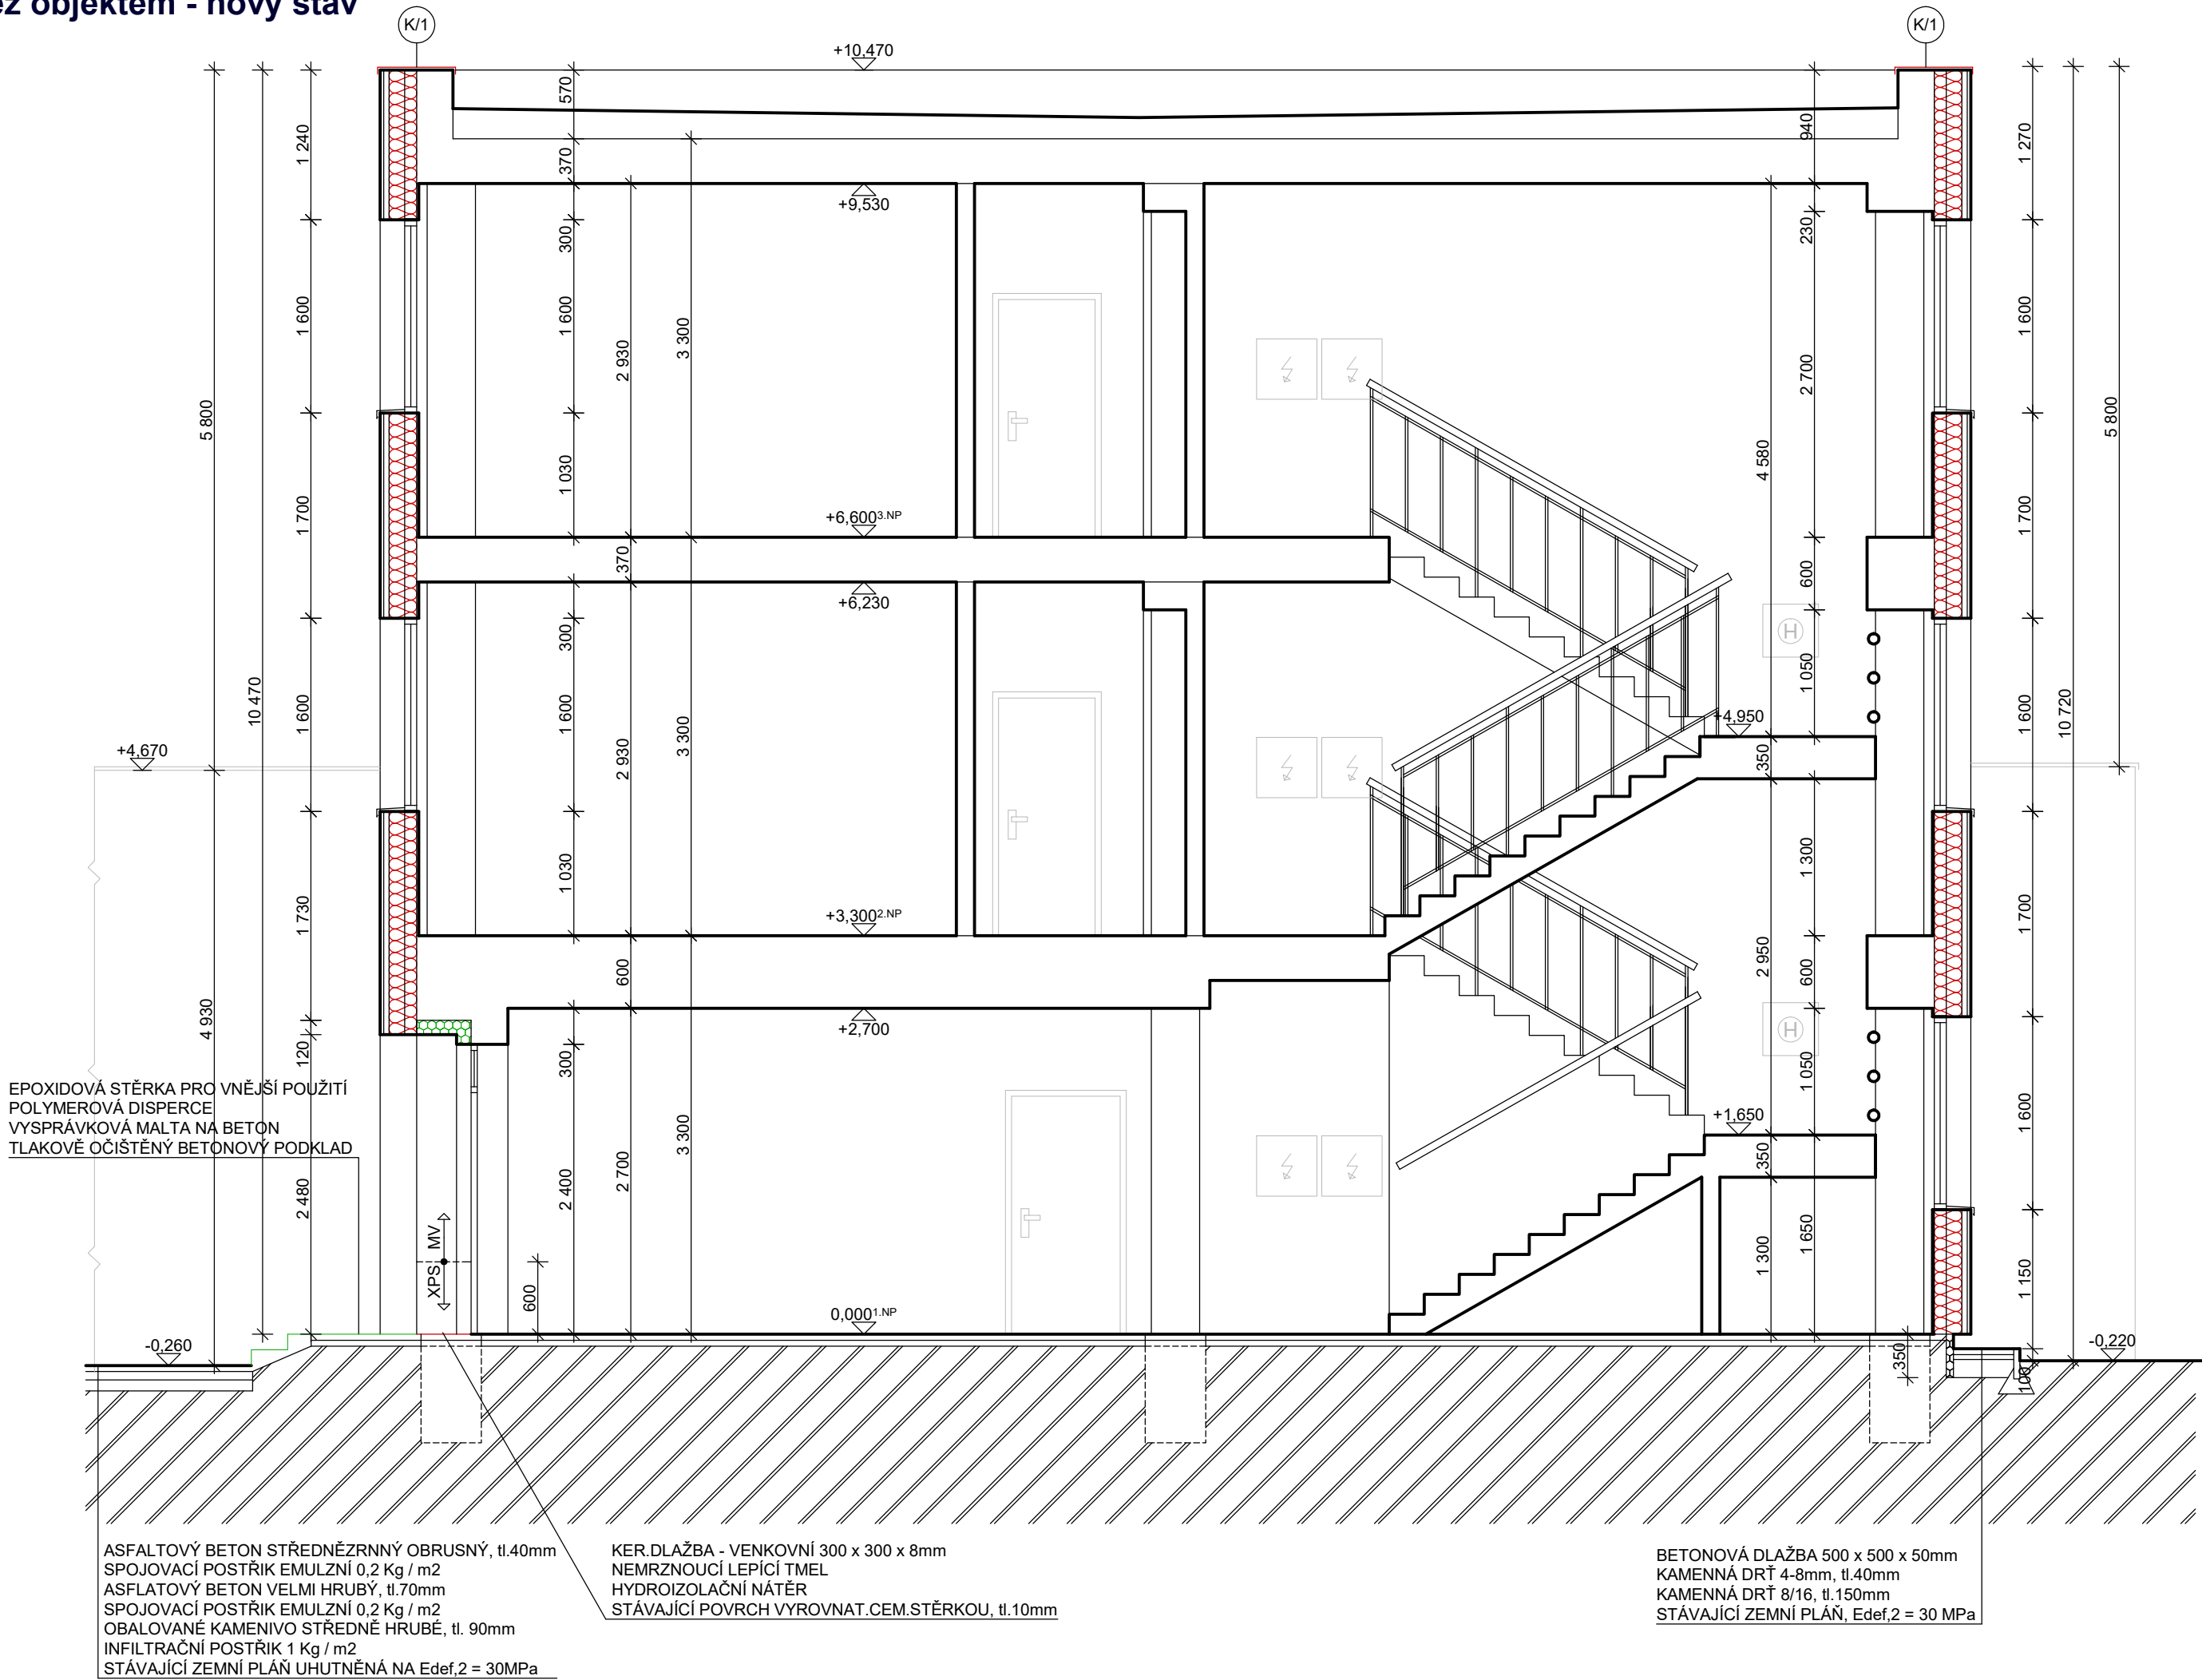 ez objektem - nový stav
K/1
K/1
+10,470
570
940
1 240
1 270
370
+9,530
300
230
1 600
1 600
1 600
2 930
3 300
2 700
5 800
5 800
1 030
4 580
1 700
1 700
+6,600 3.NP
370
600
+6,230
300
H
1 050
10 470
1 600
1 600
1 600
10 720
+4,670
2 930
3 300
+4,950
350
1 030
1 300
1 730
1 700
+3,300 2.NP
600
2 950
600
4 930
+2,700
H
120
300
1 050
EPOXIDOVÁ STĚRKA PRO VNĚJŠÍ POUŽITÍ
POLYMEROVÁ DISPERCE
VYSPRÁVKOVÁ MALTA NA BETON
TLAKOVĚ OČIŠTĚNÝ BETONOVÝ PODKLAD
3 300
+1,650
1 600
350
2 480
2 400
2 700
MV
XPS
600
1 300
1 650
1 150
0,000 1.NP
-0,260
-0,220
350
100
ASFALTOVÝ BETON STŘEDNĚZRNNÝ OBRUSNÝ, tl.40mm
SPOJOVACÍ POSTŘIK EMULZNÍ 0,2 Kg / m2
ASFLATOVÝ BETON VELMI HRUBÝ, tl.70mm
SPOJOVACÍ POSTŘIK EMULZNÍ 0,2 Kg / m2
OBALOVANÉ KAMENIVO STŘEDNĚ HRUBÉ, tl. 90mm
INFILTRAČNÍ POSTŘIK 1 Kg / m2
STÁVAJÍCÍ ZEMNÍ PLÁŇ UHUTNĚNÁ NA Edef,2 = 30MPa
KER.DLAŽBA - VENKOVNÍ 300 x 300 x 8mm
NEMRZNOUCÍ LEPÍCÍ TMEL
HYDROIZOLAČNÍ NÁTĚR
STÁVAJÍCÍ POVRCH VYROVNAT.CEM.STĚRKOU, tl.10mm
BETONOVÁ DLAŽBA 500 x 500 x 50mm
KAMENNÁ DRŤ 4-8mm, tl.40mm
KAMENNÁ DRŤ 8/16, tl.150mm
STÁVAJÍCÍ ZEMNÍ PLÁŇ, Edef,2 = 30 MPa